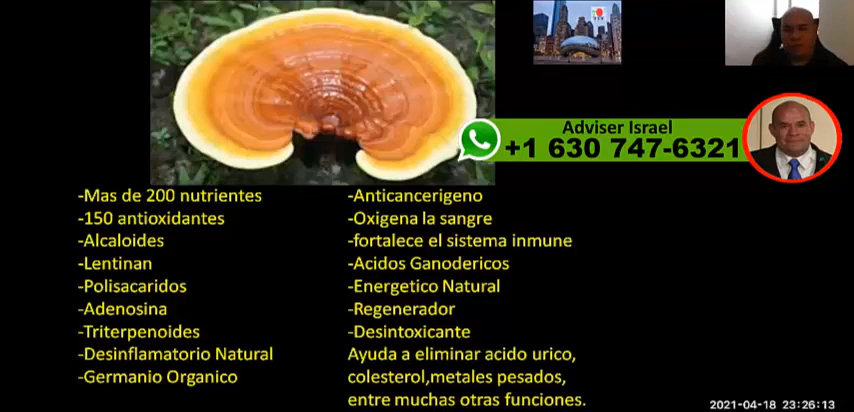 Adviser Israel
+1 630 747-6321
-Mas de 200 nutrientes
-150 antioxidantes
-Alcaloides
-Lentinan
-Polisacaridos
-Adenosina
-Triterpenoides
-Desinflamatorio Natural
-Germanio Organico
-Anticancerigeno
-Oxigena la sangre
-fortalece el sistema inmune
-Acidos Ganodericos
-Energetico Natural
-Regenerador
-Desintoxicante
Ayuda a eliminar acido urico,
colesterol,metales pesados,
entre muchas otras funciones.
2021-04-18 23:26:13